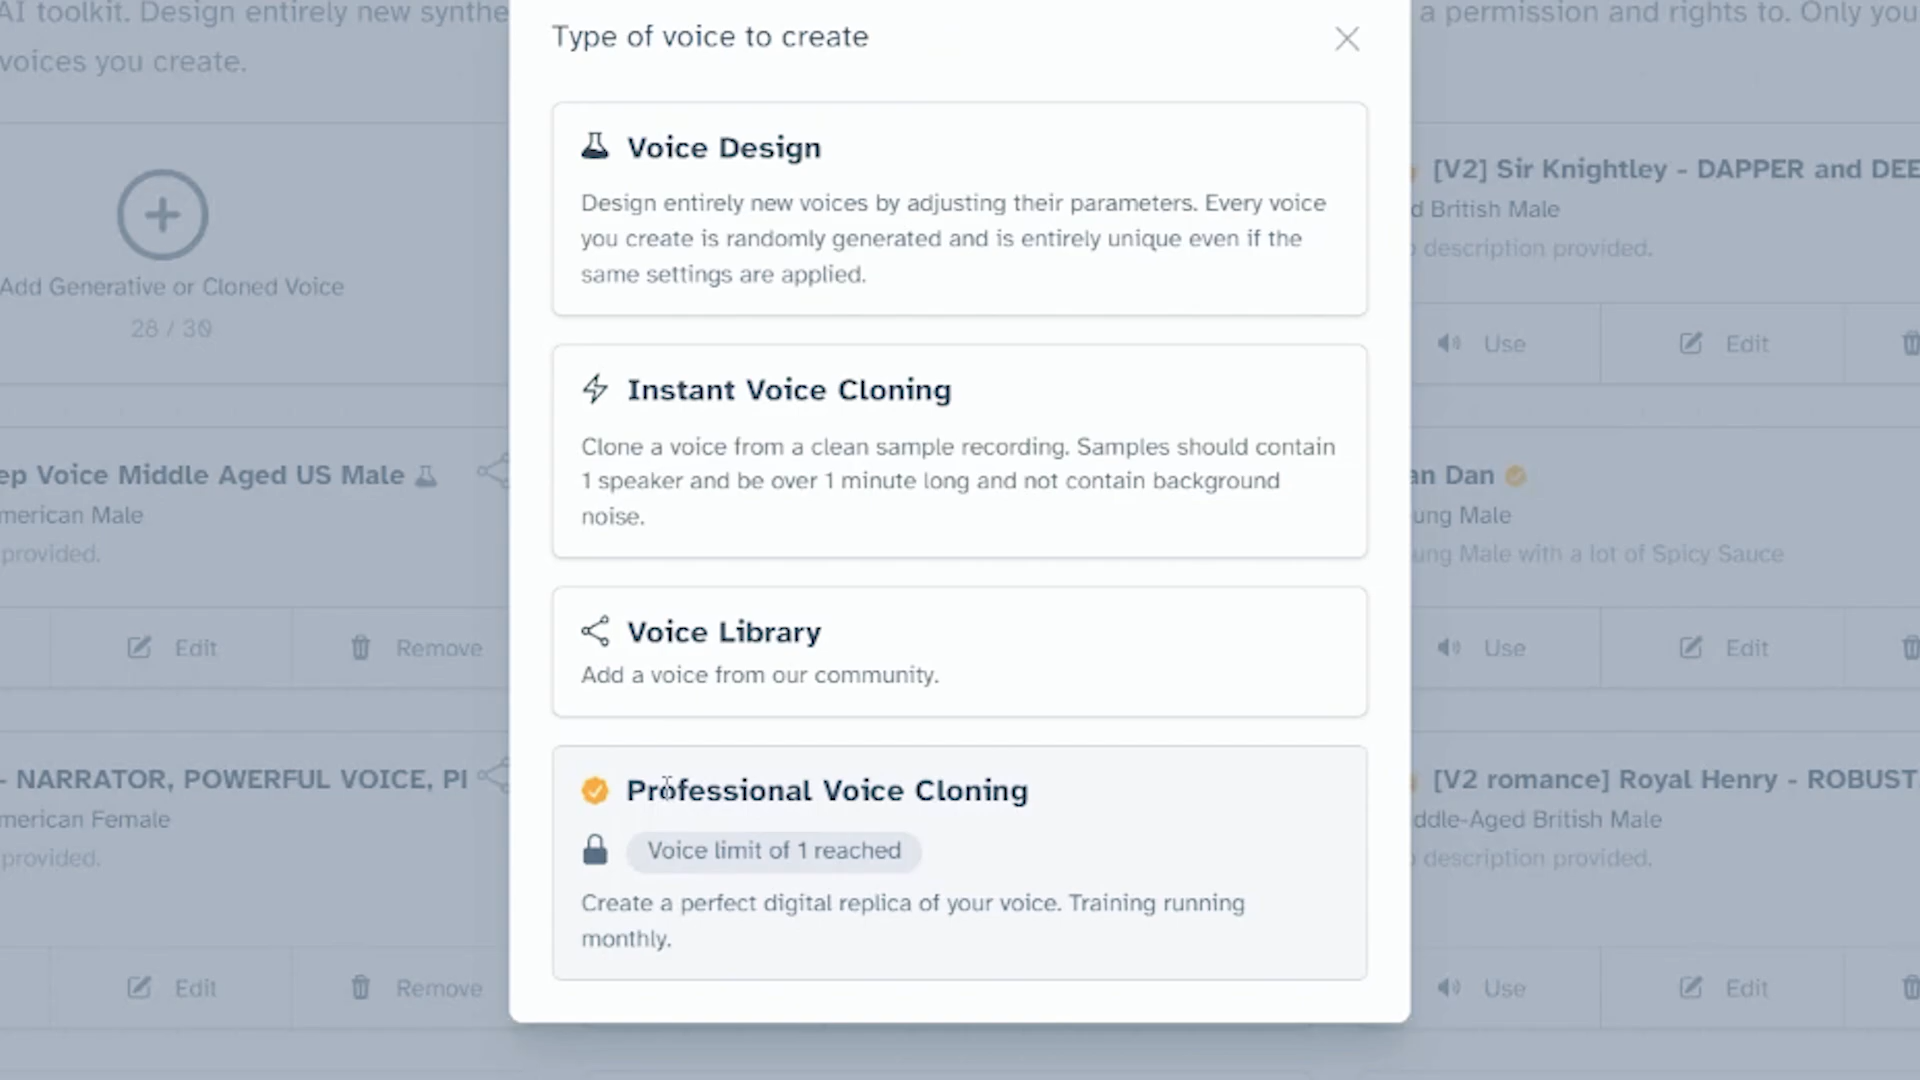 AI toolkit. Design entirely new synthe
voices you create.
a permission and rights to. Only you
Type of voice to create
Voice Design
Design entirely new voices by adjusting their parameters. Every voice
you create is randomly generated and is entirely unique even if the
same settings are applied.
Instant Voice Cloning
Clone a voice from a clean sample recording. Samples should contain
1 speaker and be over 1 minute long and not contain background
noise.
Voice Library
Add a voice from our community.
Professional Voice Cloning
Voice limit of 1 reached
Create a perfect digital replica of your voice. Training running
monthly.
Add Generative or Cloned Voice
28 / 30
[V2] Sir Knightley - DAPPER and DEE
d British Male
description provided.
Use
Edit
ep Voice Middle Aged US Male
merican Male
provided.
Edit
Remove
an Dan
ung Male
ung Male with a lot of Spicy Sauce
Use
Edit
- NARRATOR, POWERFUL VOICE, PI
merican Female
provided.
Edit
Remove
[V2 romance] Royal Henry - ROBUST
ddle-Aged British Male
description provided.
Use
Edit